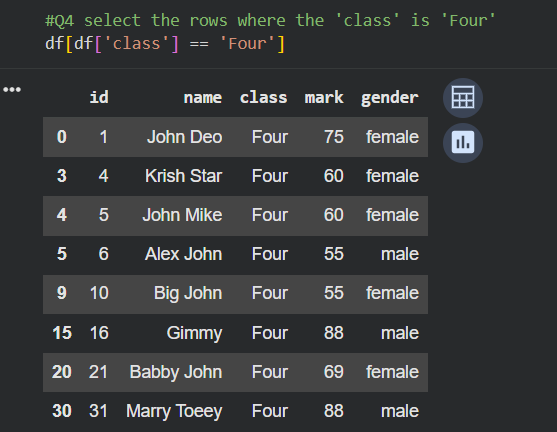 #Q4 select the rows where the 'class' is 'Four'
df[df['class'] == 'Four']
id name class mark gender
0 1 John Deo Four 75 female
3 4 Krish Star Four 60 female
4 5 John Mike Four 60 female
5 6 Alex John Four 55 male
9 10 Big John Four 55 female
15 16 Gimmy Four 88 male
20 21 Babby John Four 69 female
30 31 Marry Toeey Four 88 male